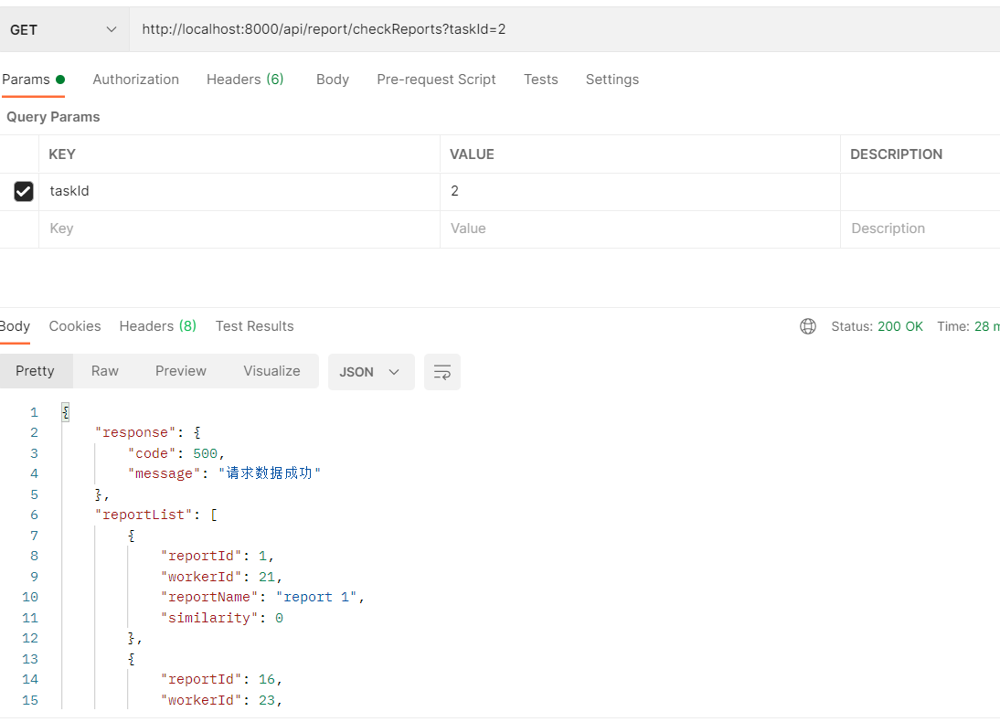 GET http://localhost:8000/api/report/checkReports?taskId=2
Params Authorization Headers (6) Body Pre-request Script Tests Settings
Query Params
KEY VALUE DESCRIPTION
taskId 2
Key Value Description
Body Cookies Headers (8) Test Results Status: 200 OK Time: 28 m
Pretty Raw Preview Visualize JSON
1 {
2 "response": {
3 "code": 500,
4 "message": "请求数据成功"
5 },
6 "reportList": [
7 {
8 "reportId": 1,
9 "workerId": 21,
10 "reportName": "report 1",
11 "similarity": 0
12 },
13 {
14 "reportId": 16,
15 "workerId": 23,